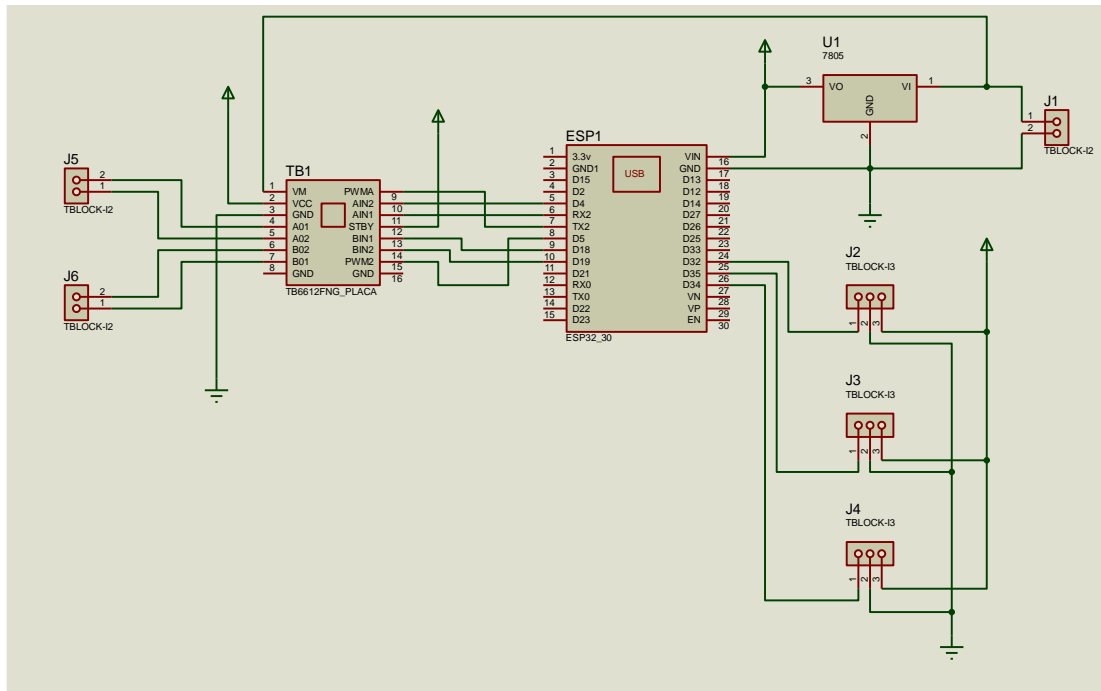 U1
7805
3
VO
VI
1
GND
2
J1
1
2
TBLOCK-I2
ESP1
USB
1
3.3v
VIN
16
2
GND1
GND
17
3
D15
D13
18
4
D2
D12
19
5
D4
D14
20
6
RX2
D27
21
7
TX2
D26
22
8
D5
D25
23
9
D18
D33
24
10
D19
D32
25
11
D21
D35
26
12
RX0
D34
27
13
TX0
VN
28
14
D22
VP
29
15
D23
EN
30
ESP32_30
TB1
1
VM
PWMA
9
2
VCC
AIN2
10
3
GND
AIN1
11
4
A01
STBY
12
5
A02
BIN1
13
6
B02
BIN2
14
7
B01
PWM2
15
8
GND
GND
16
TB6612FNG_PLACA
J5
2
1
TBLOCK-I2
J6
2
1
TBLOCK-I2
J2
TBLOCK-I3
1
2
3
J3
TBLOCK-I3
1
2
3
J4
TBLOCK-I3
1
2
3